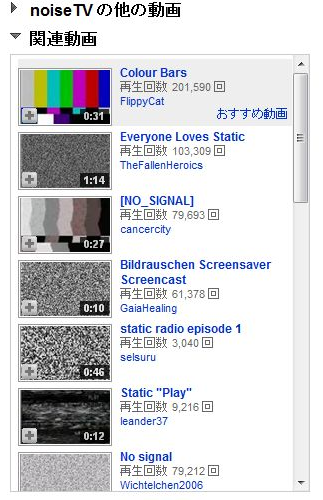 noiseTV の他の動画
関連動画
Colour Bars
再生回数 201,590 回
FlippyCat
おすすめ動画
0:31
Everyone Loves Static
再生回数 103,309 回
TheFallenHeroics
1:14
[NO_SIGNAL]
再生回数 79,693 回
cancercity
0:27
Bildrauschen Screensaver
Screencast
再生回数 61,378 回
GaiaHealing
0:10
static radio episode 1
再生回数 3,040 回
selsuru
0:46
Static "Play"
再生回数 9,216 回
leander37
0:12
No signal
再生回数 79,212 回
Wichtelchen2006